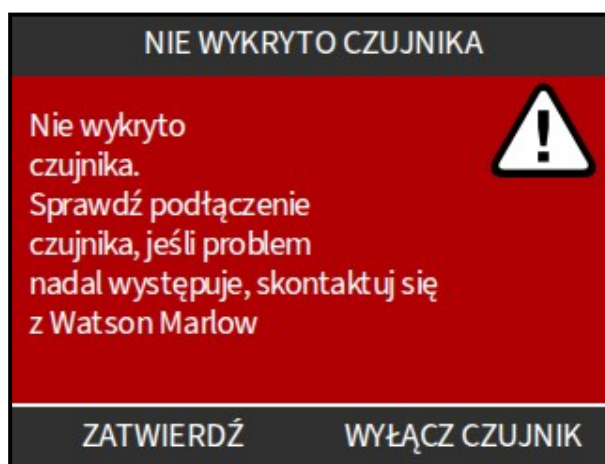 NIE WYKRYTO CZUJNIKA
Nie wykryto
czujnika.
Sprawdź podłączenie
czujnika, jeśli problem
nadal występuje, skontaktuj się
z Watson Marlow
ZATWIERDŹ WYŁĄCZ CZUJNIK